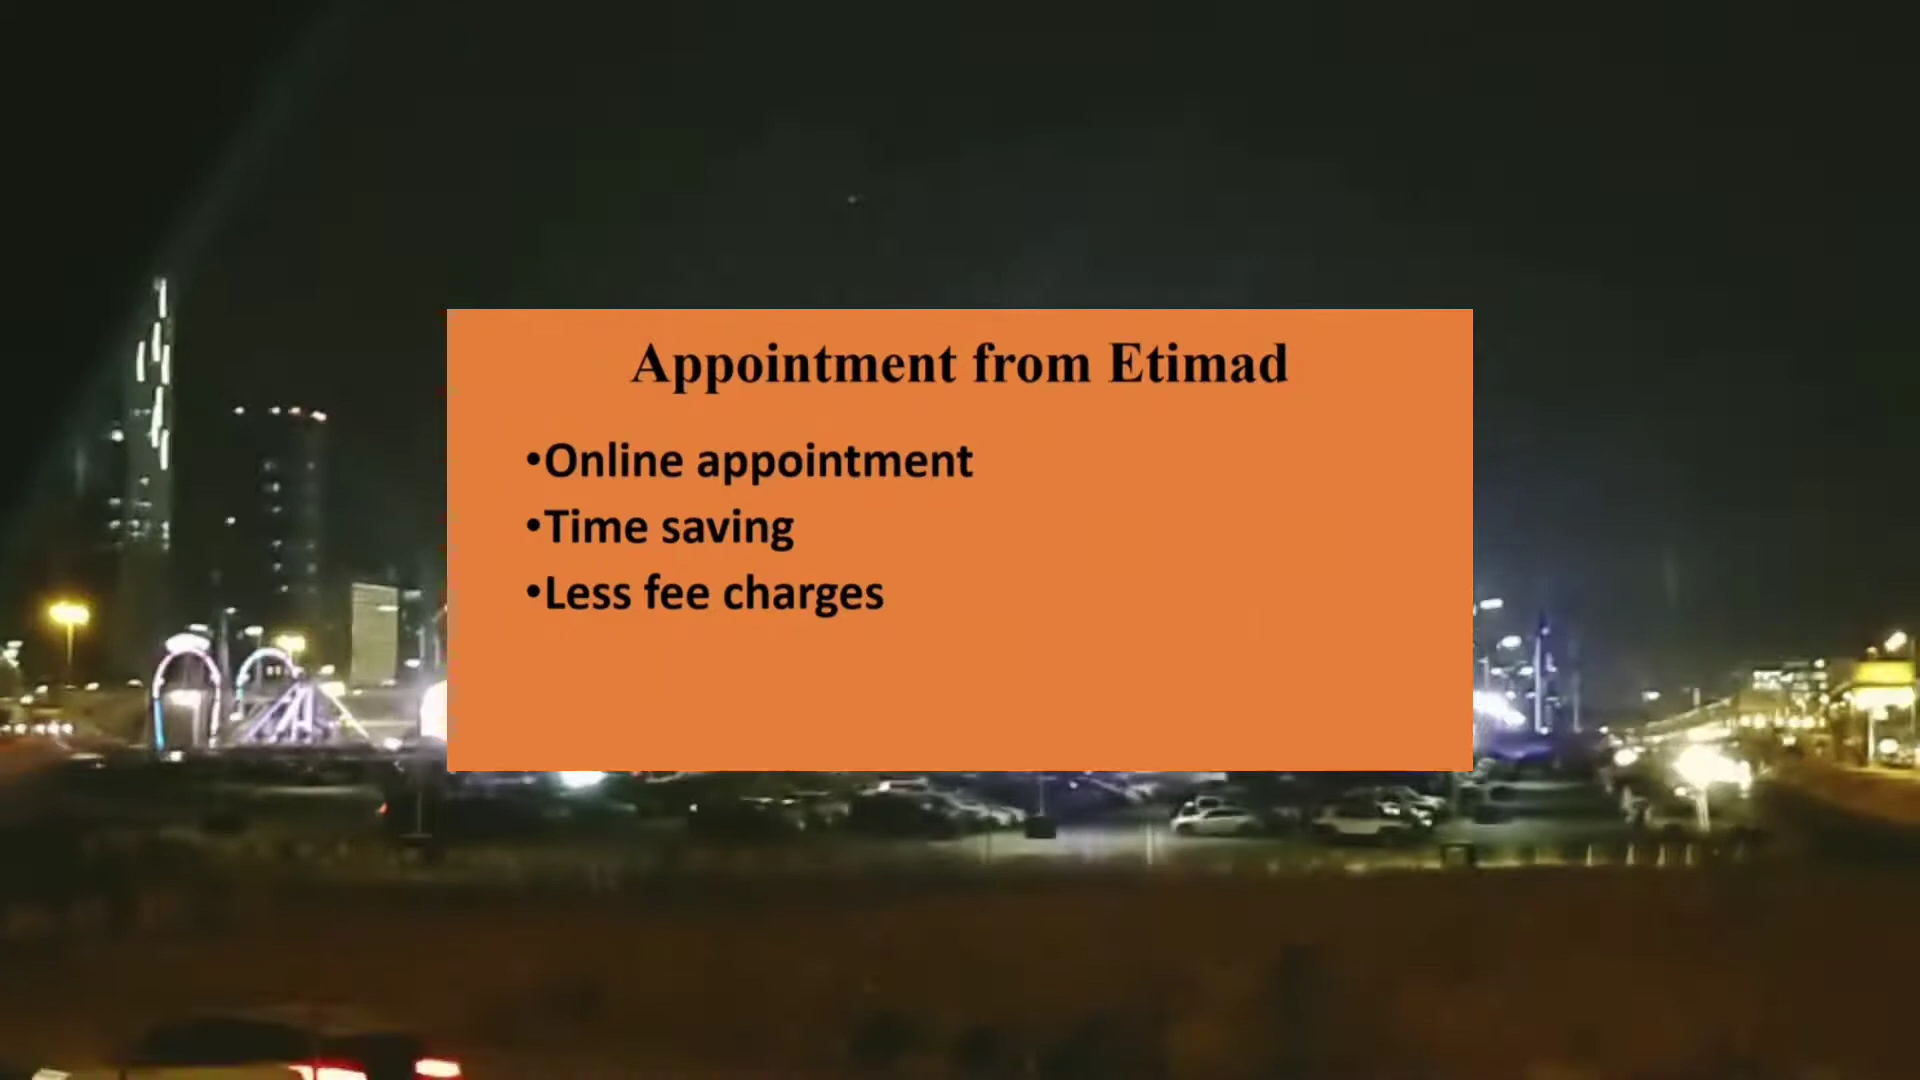 Appointment from Etimad
•Online appointment
•Time saving
•Less fee charges